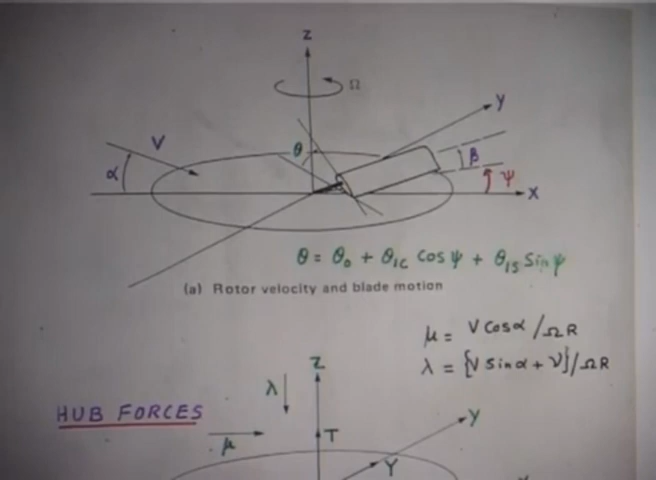 z
Ω
y
V
θ
β
α
ψ
x
θ = θ₀ + θ₁c Cos ψ + θ₁s Sin ψ
(a) Rotor velocity and blade motion
μ = V Cos α / ΩR
λ = {V Sin α + ν}/ΩR
Z
λ
HUB FORCES
Y
μ
T
Y